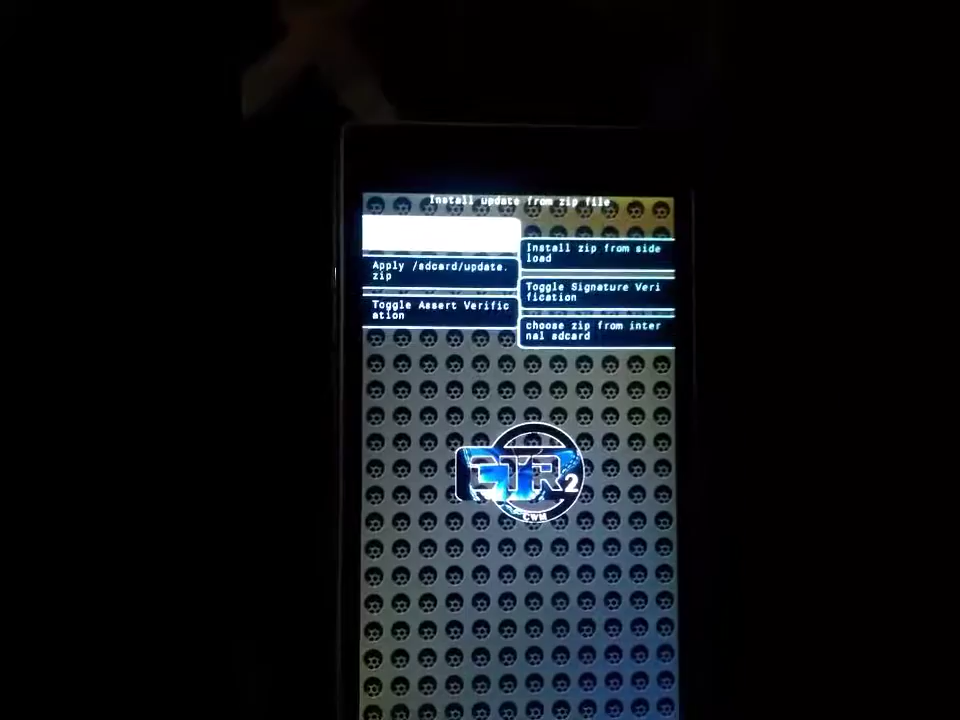 Install update from zip file
Apply /sdcard/update.
zip
Toggle Assert Verific
ation
Install zip from side
load
Toggle Signature Veri
fication
choose zip from inter
nal sdcard
CTR2
CWM